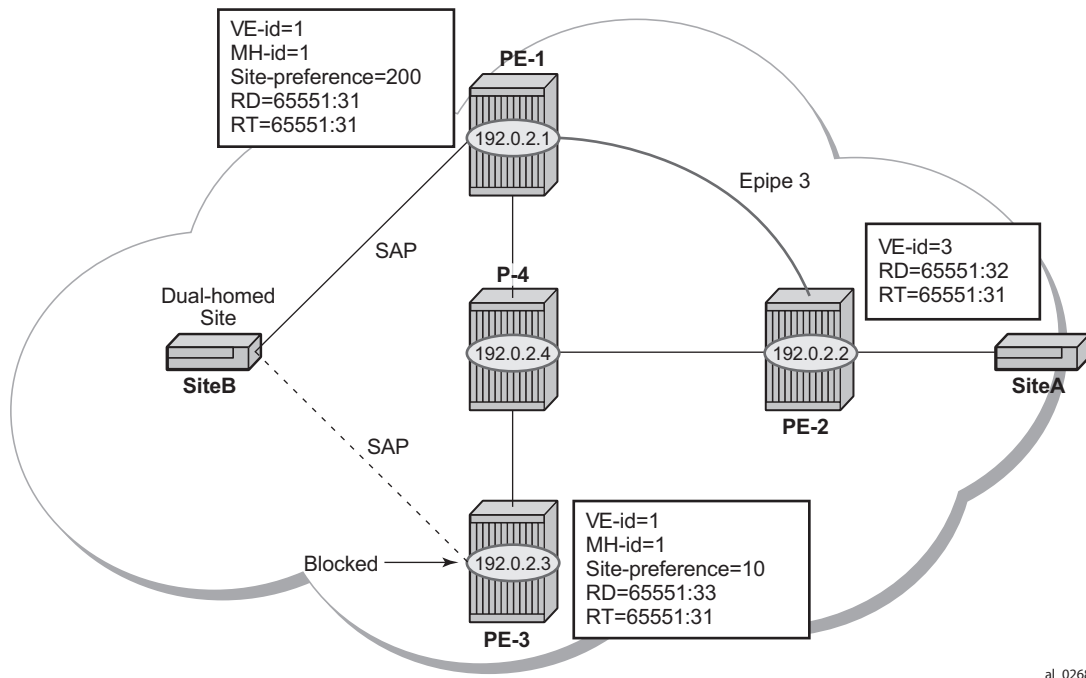 VE-id=1
MH-id=1
Site-preference=200
RD=65551:31
RT=65551:31
PE-1
192.0.2.1
Epipe 3
SAP
VE-id=3
RD=65551:32
RT=65551:31
P-4
Dual-homed
Site
192.0.2.4
192.0.2.2
SiteB
SiteA
PE-2
SAP
VE-id=1
MH-id=1
Site-preference=10
RD=65551:33
RT=65551:31
Blocked
192.0.2.3
PE-3
al_0268